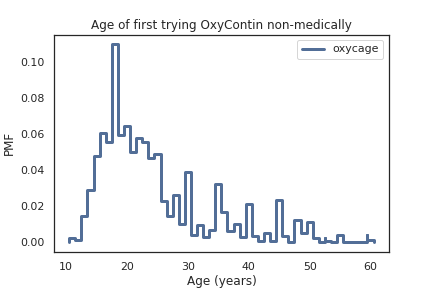 Age of first trying OxyContin non-medically
oxycage
0.10
0.08
0.06
0.04
0.02
0.00
PMF
10 20 30 40 50 60
Age (years)